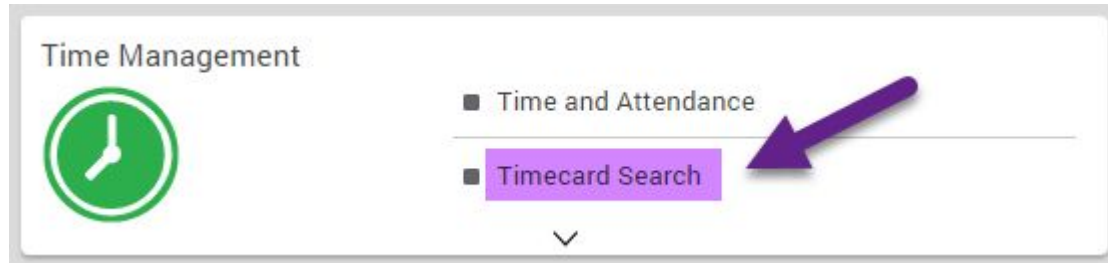 Time Management
Time and Attendance
Timecard Search